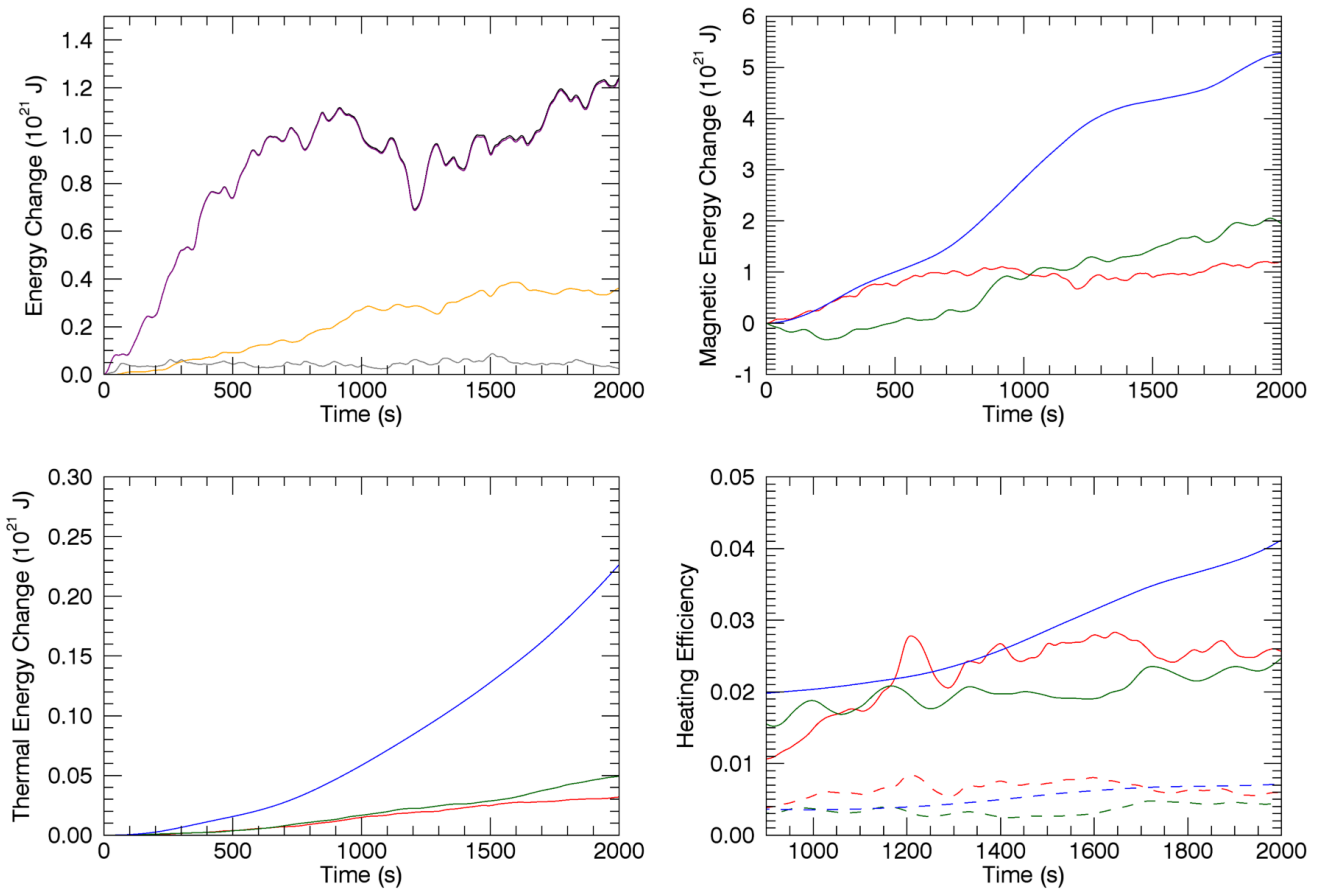 Energy Change (10²¹ J)
1.4
1.2
1.0
0.8
0.6
0.4
0.2
0.0
0 500 1000 1500 2000
Time (s)
Magnetic Energy Change (10²¹ J)
6
5
4
3
2
1
0
-1
0 500 1000 1500 2000
Time (s)
Thermal Energy Change (10²¹ J)
0.30
0.25
0.20
0.15
0.10
0.05
0.00
0 500 1000 1500 2000
Time (s)
Heating Efficiency
0.05
0.04
0.03
0.02
0.01
0.00
1000 1200 1400 1600 1800 2000
Time (s)